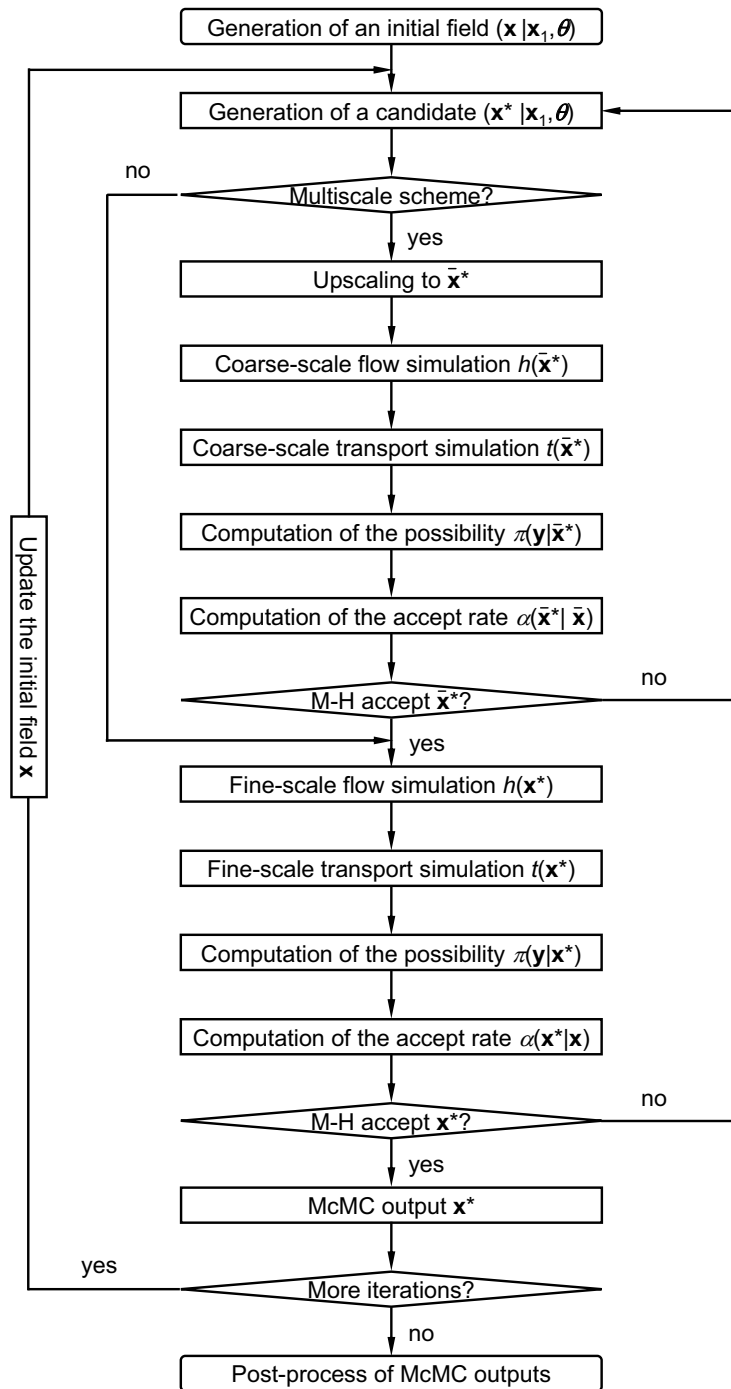 Generation of an initial field (x |x₁,θ)
Generation of a candidate (x* |x₁,θ)
no
Multiscale scheme?
yes
Upscaling to x̄*
Coarse-scale flow simulation h(x̄*)
Coarse-scale transport simulation t(x̄*)
Computation of the possibility π(y|x̄*)
Computation of the accept rate α(x̄*| x̄)
M-H accept x̄*?
no
yes
Update the initial field x
Fine-scale flow simulation h(x*)
Fine-scale transport simulation t(x*)
Computation of the possibility π(y|x*)
Computation of the accept rate α(x*|x)
M-H accept x*?
no
yes
McMC output x*
yes
More iterations?
no
Post-process of McMC outputs